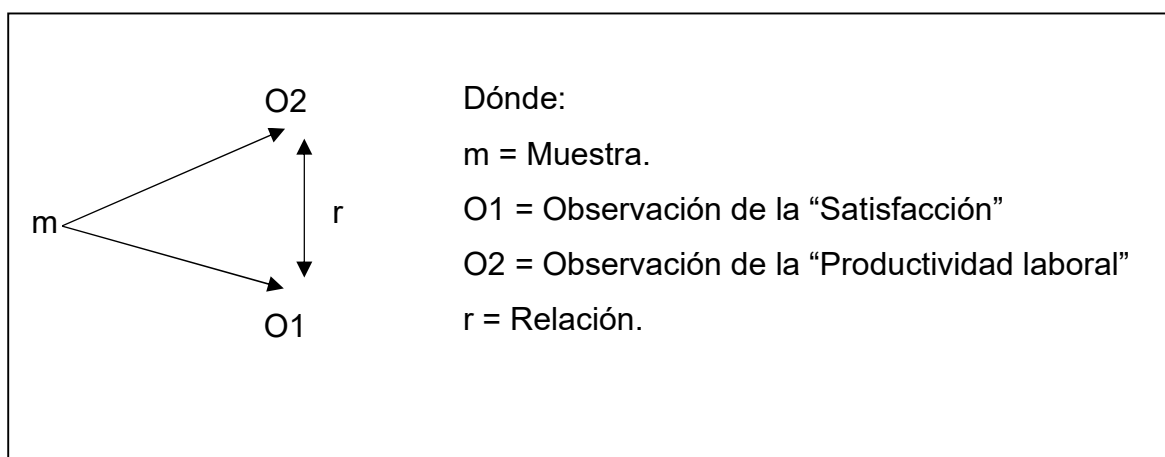 O2
m
r
O1
Dónde:
m = Muestra.
O1 = Observación de la “Satisfacción”
O2 = Observación de la “Productividad laboral”
r = Relación.